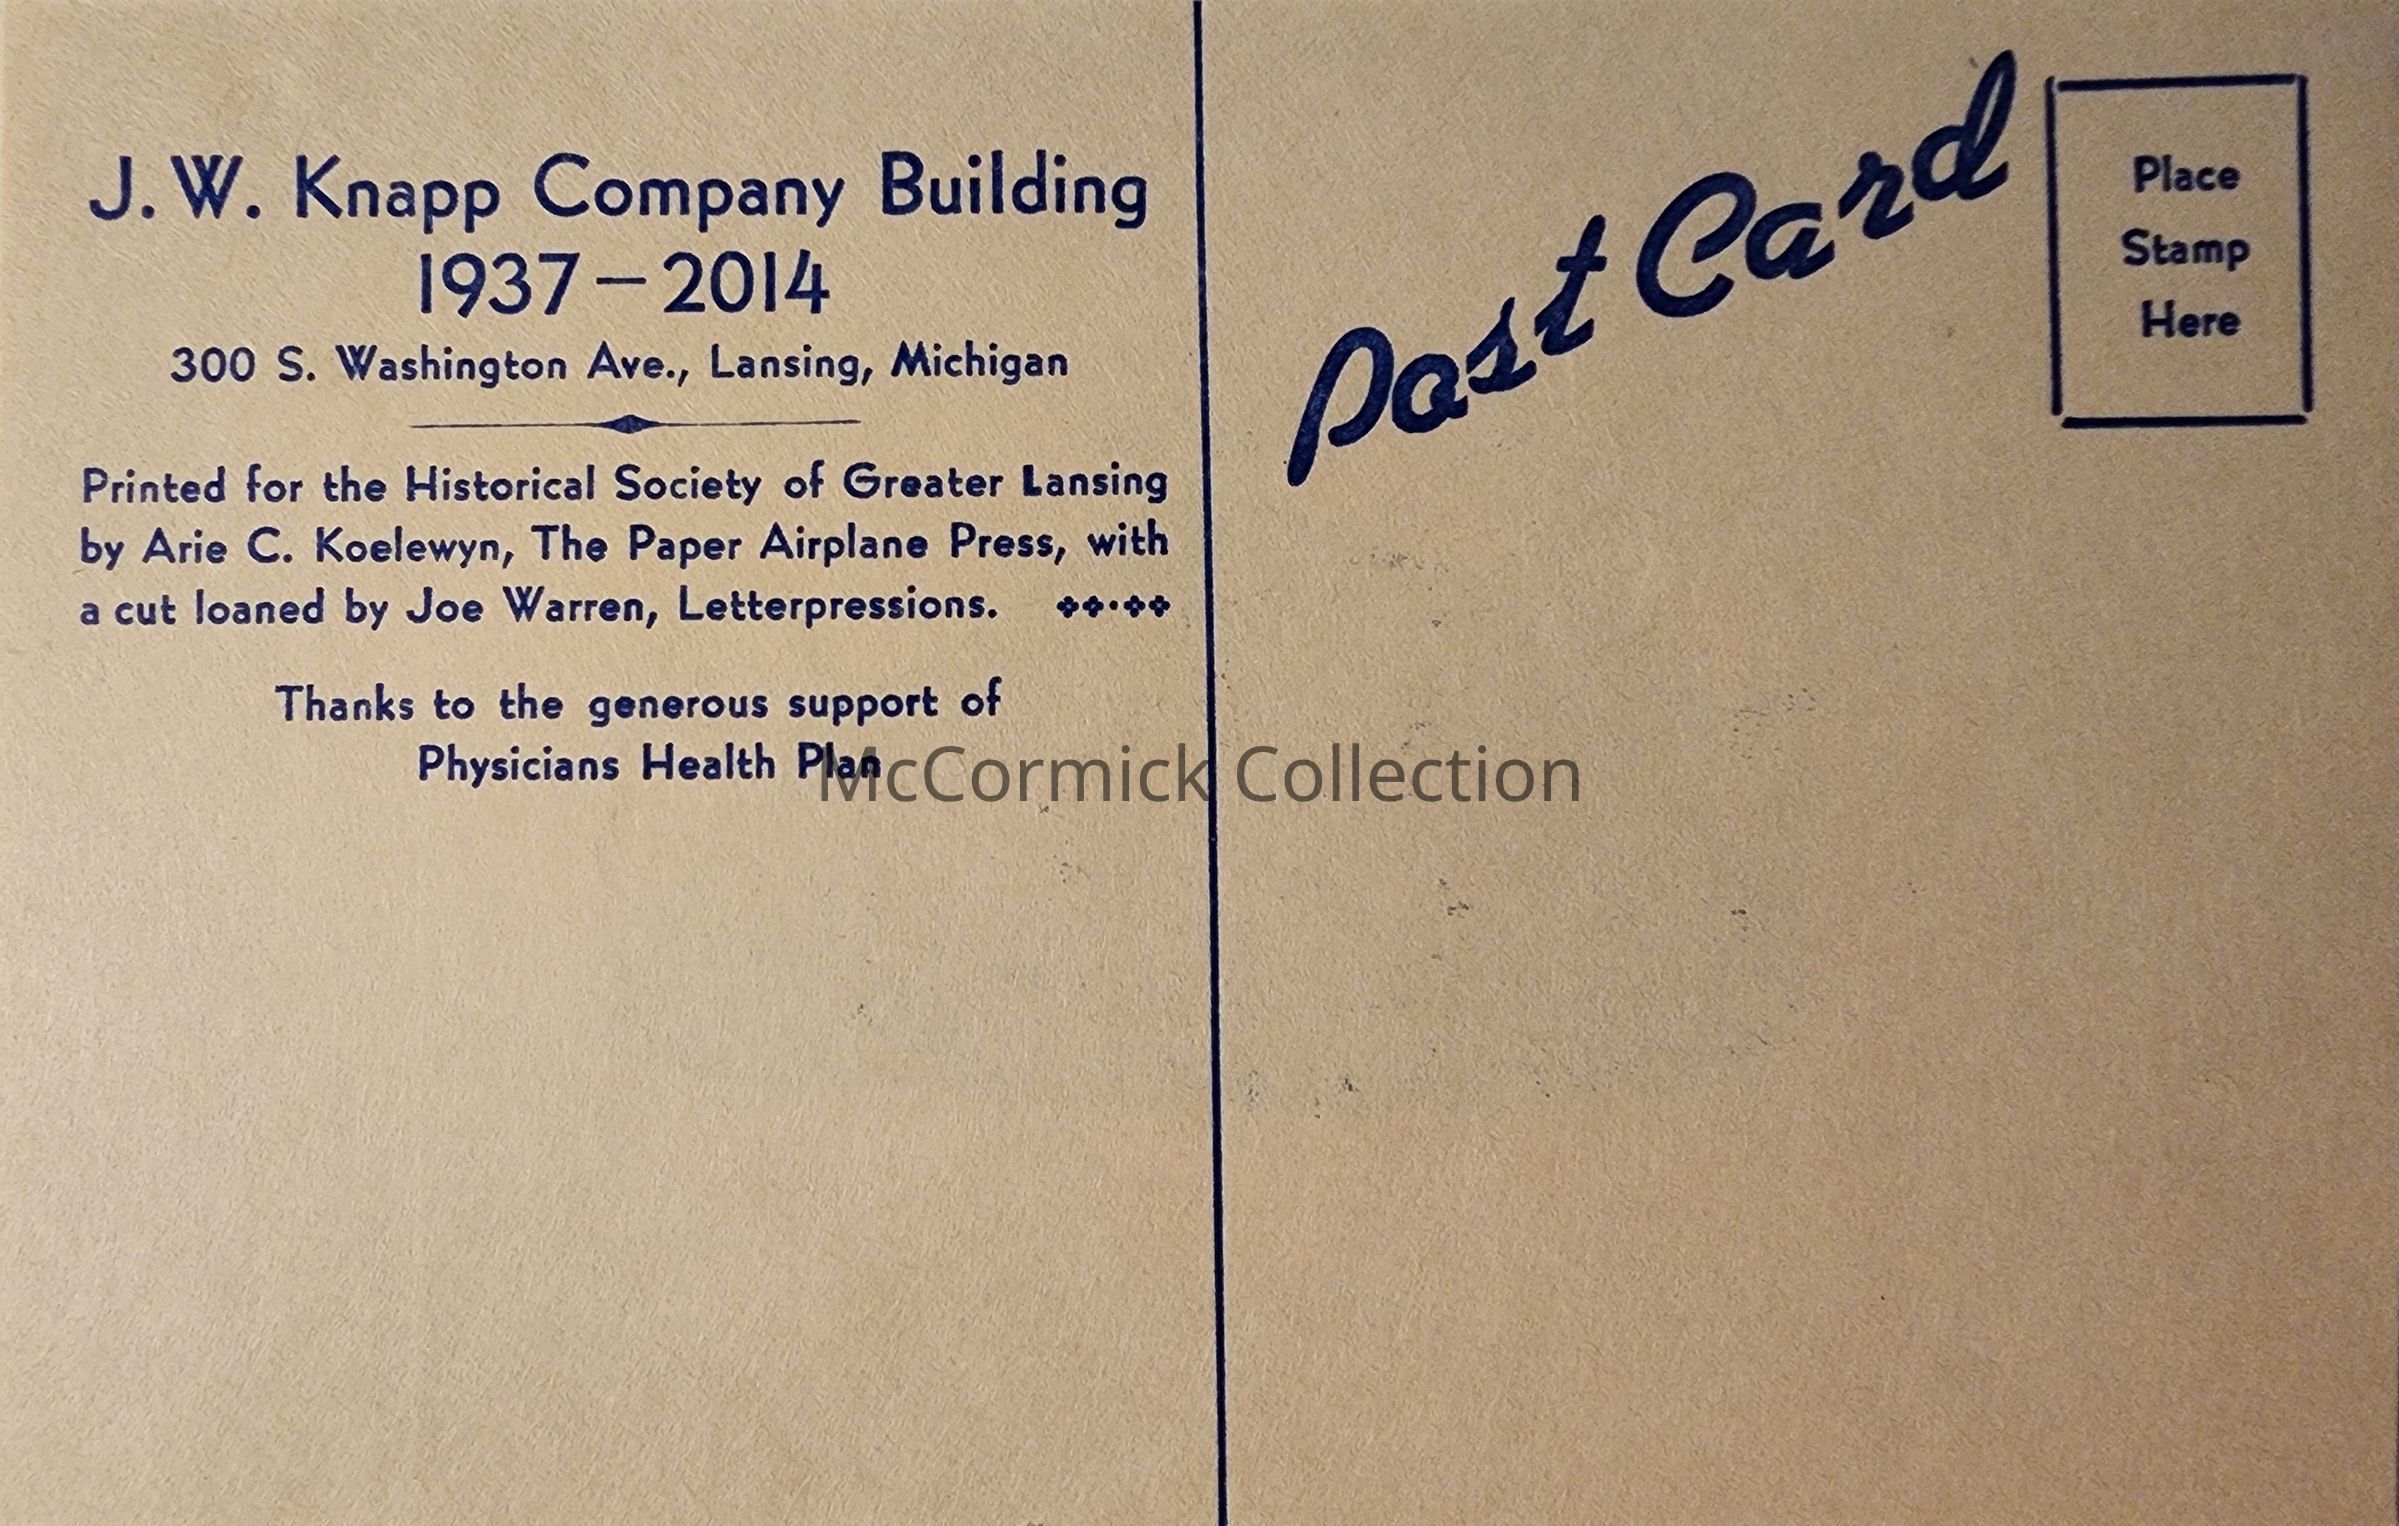 J. W. Knapp Company Building
1937–2014
300 S. Washington Ave., Lansing, Michigan
Printed for the Historical Society of Greater Lansing
by Arie C. Koelewyn, The Paper Airplane Press, with
a cut loaned by Joe Warren, Letterpressions.
Thanks to the generous support of
Physicians Health Plan
Post Card
Place
Stamp
Here
McCormick Collection